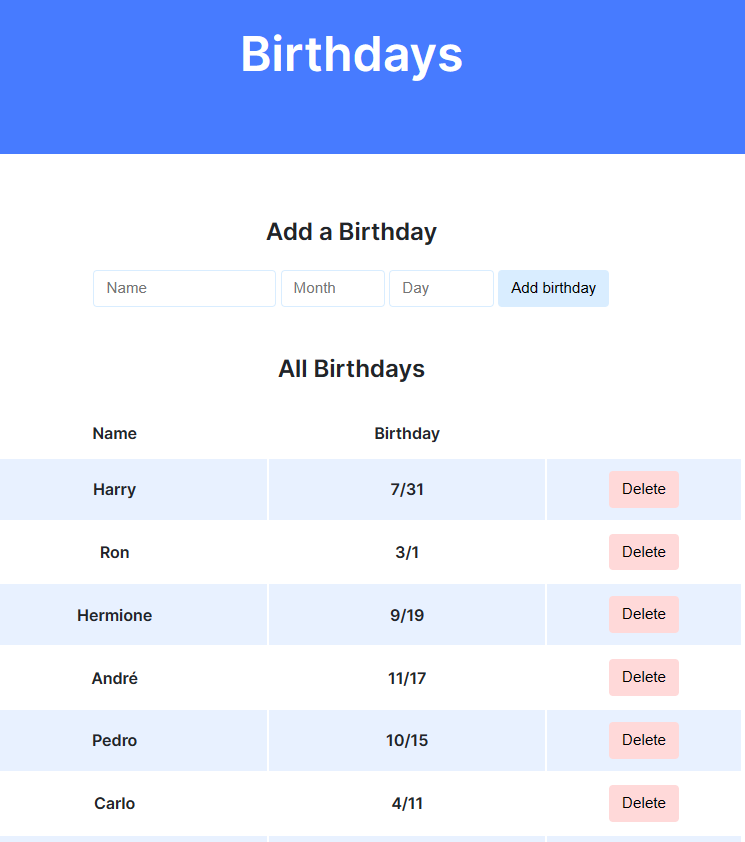 Birthdays
Add a Birthday
Name Month Day Add birthday
All Birthdays
Name Birthday
Harry 7/31 Delete
Ron 3/1 Delete
Hermione 9/19 Delete
André 11/17 Delete
Pedro 10/15 Delete
Carlo 4/11 Delete